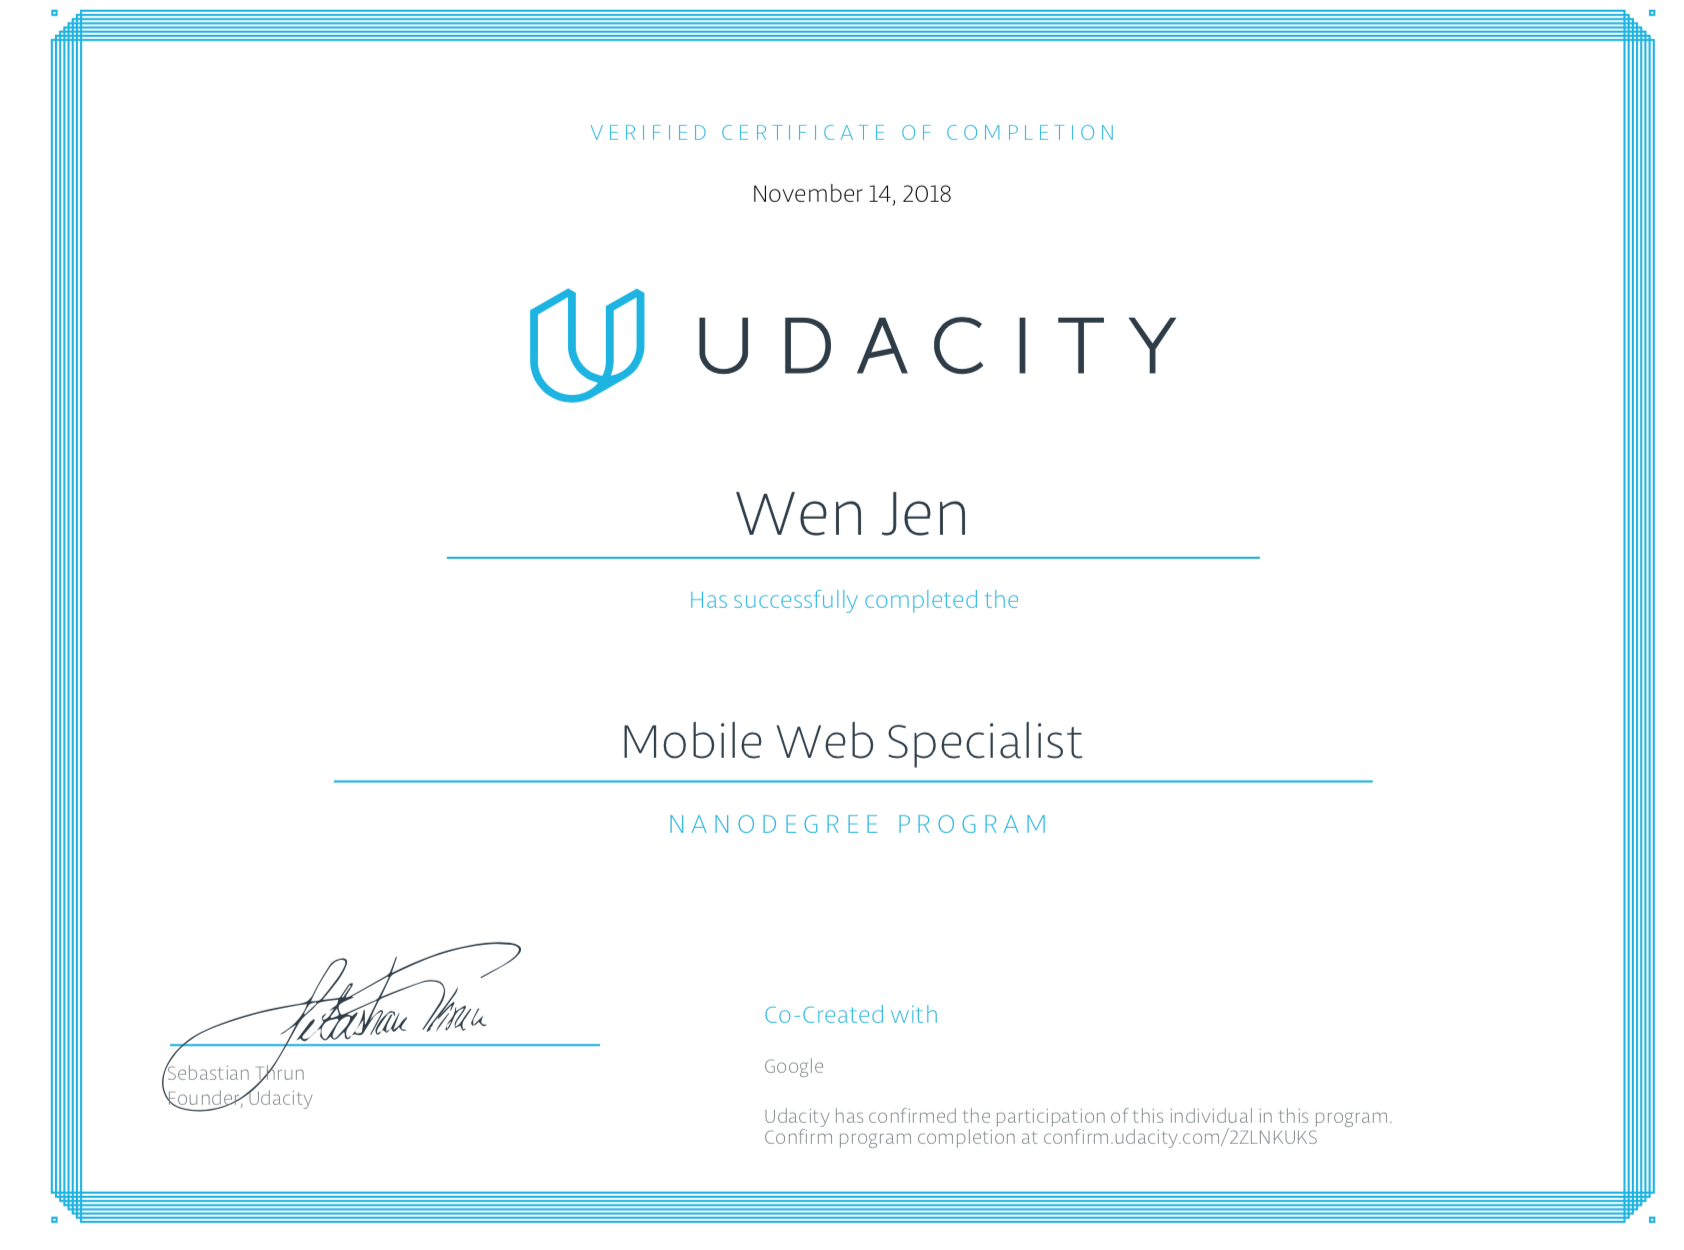 VERIFIED CERTIFICATE OF COMPLETION
November 14, 2018
UDACITY
Wen Jen
Has successfully completed the
Mobile Web Specialist
NANODEGREE PROGRAM
Sebastian Thrun
Sebastian Thrun
Founder, Udacity
Co-Created with
Google
Udacity has confirmed the participation of this individual in this program.
Confirm program completion at confirm.udacity.com/2ZLNKUKS